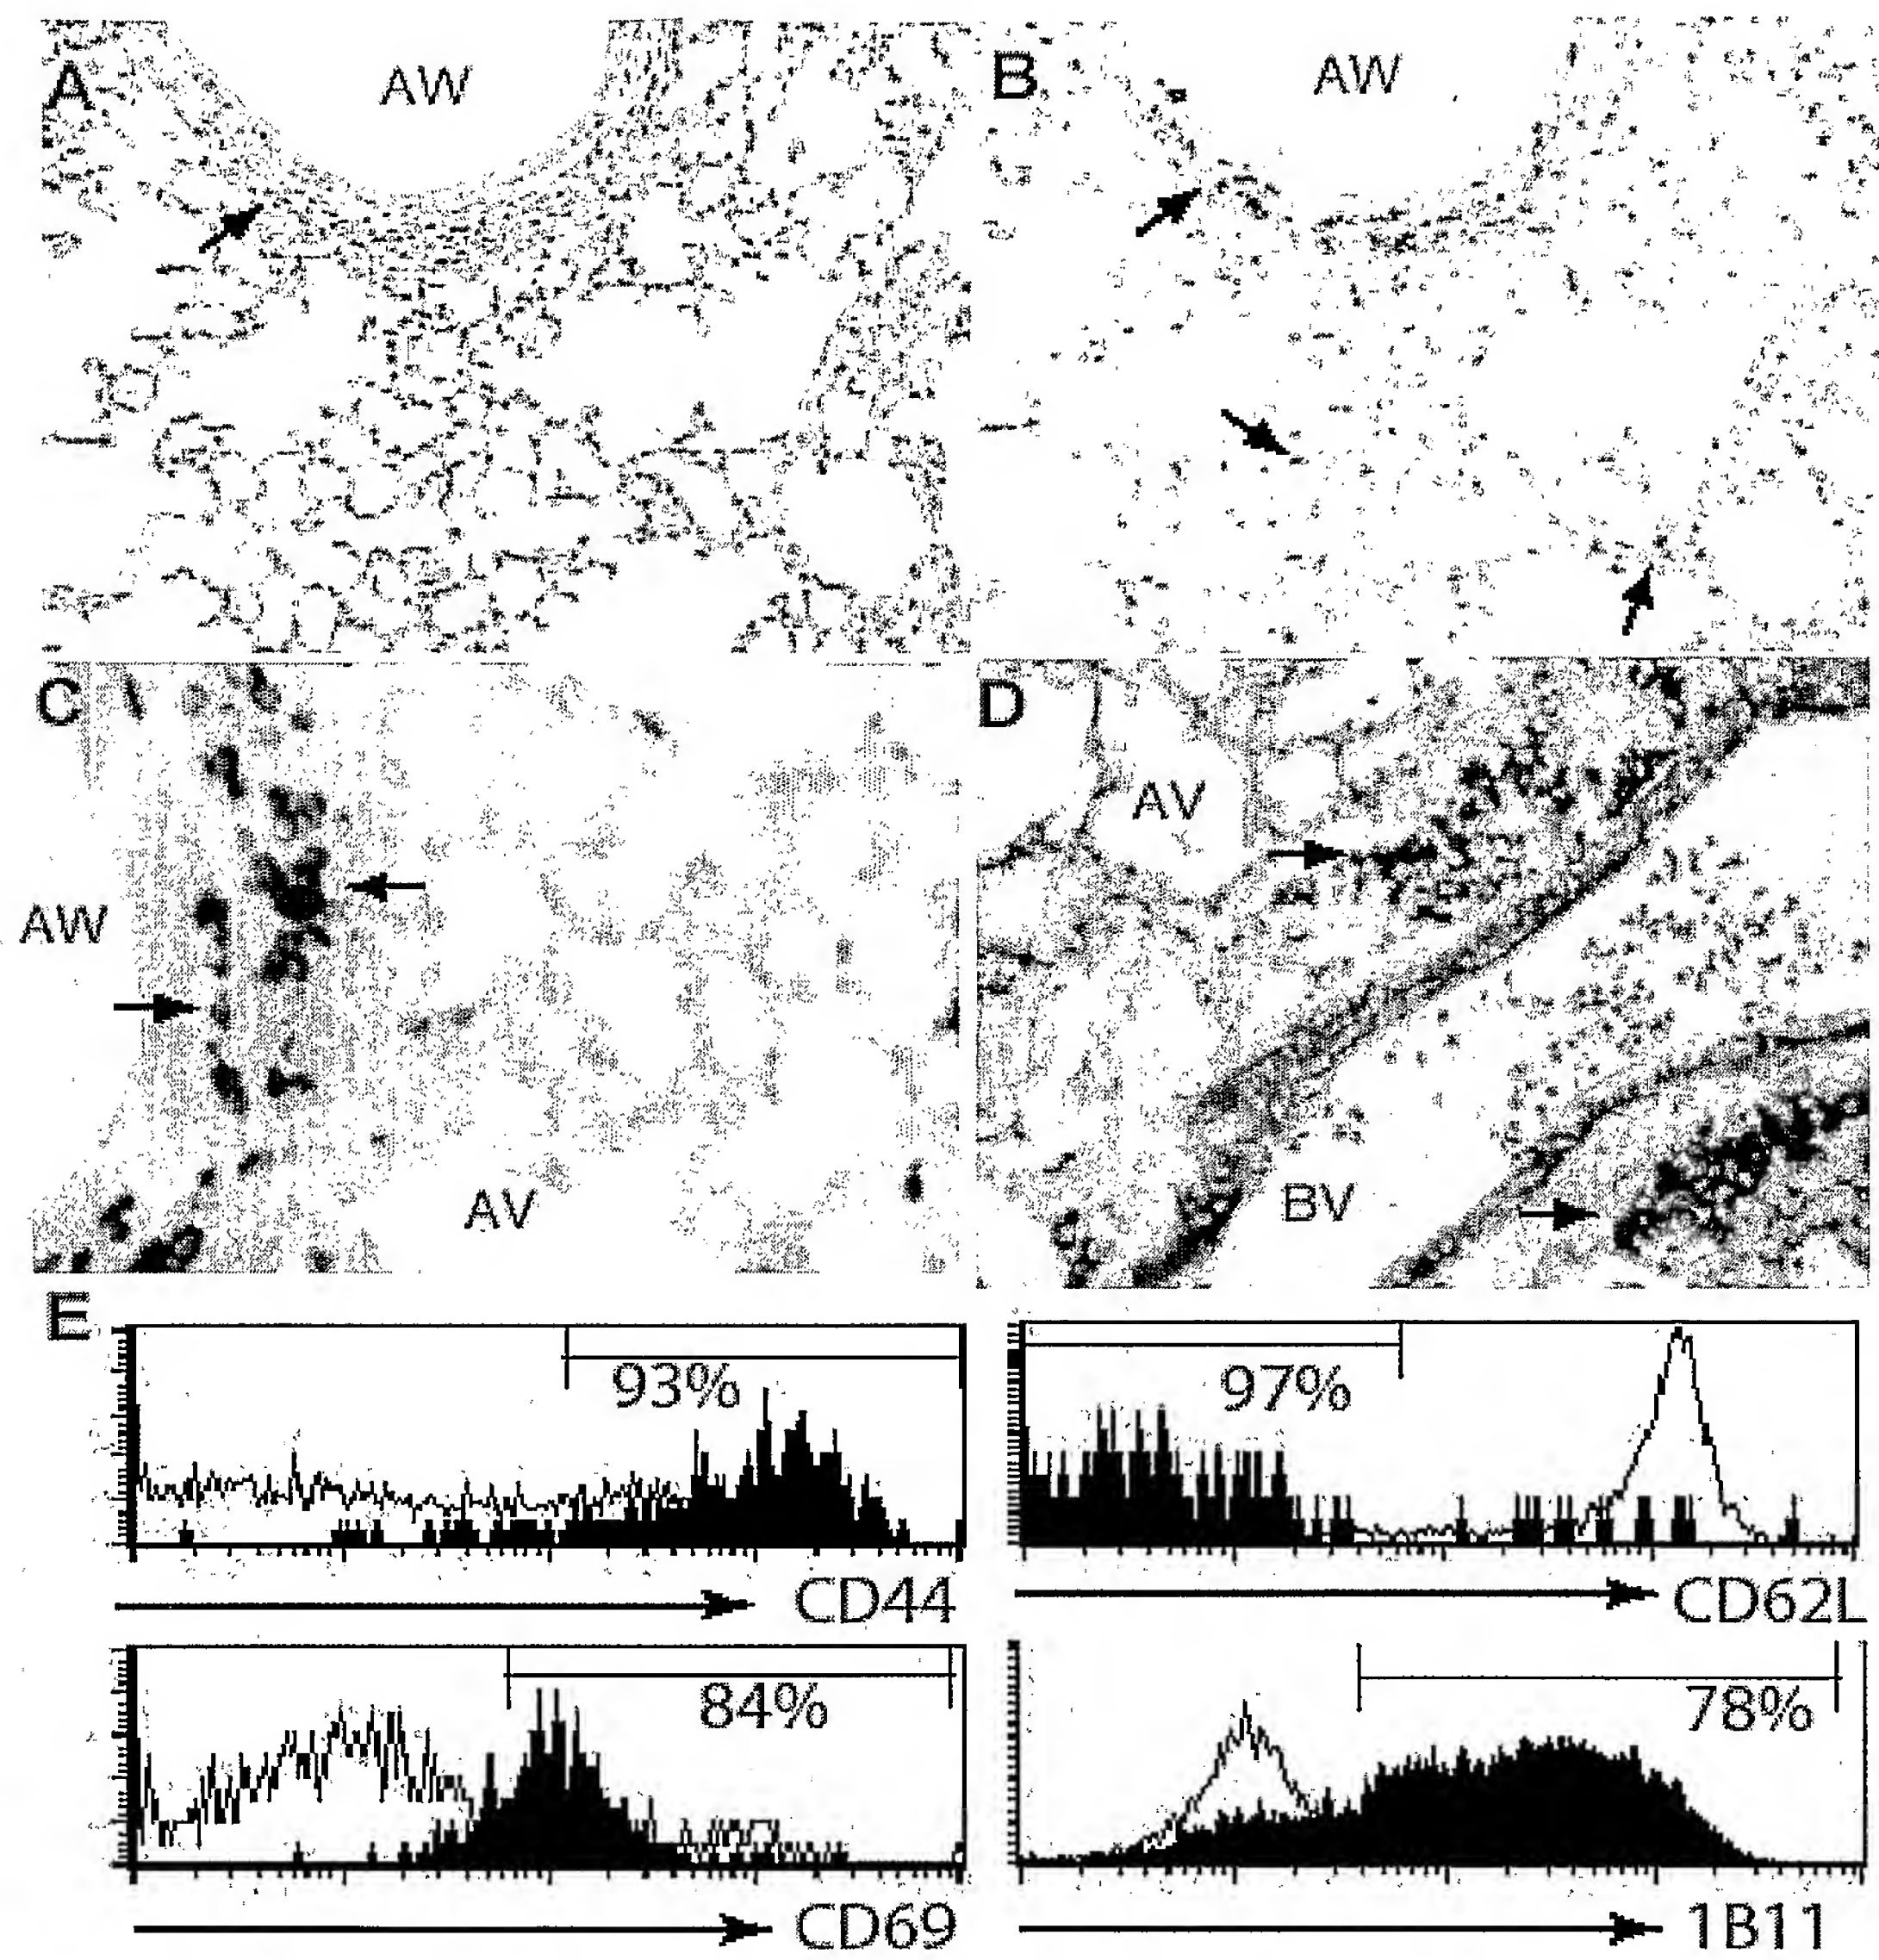 A AW B AW
C AW AV D AV BV
E
93% 97%
CD44 CD62L
84% 78%
CD69 1B11